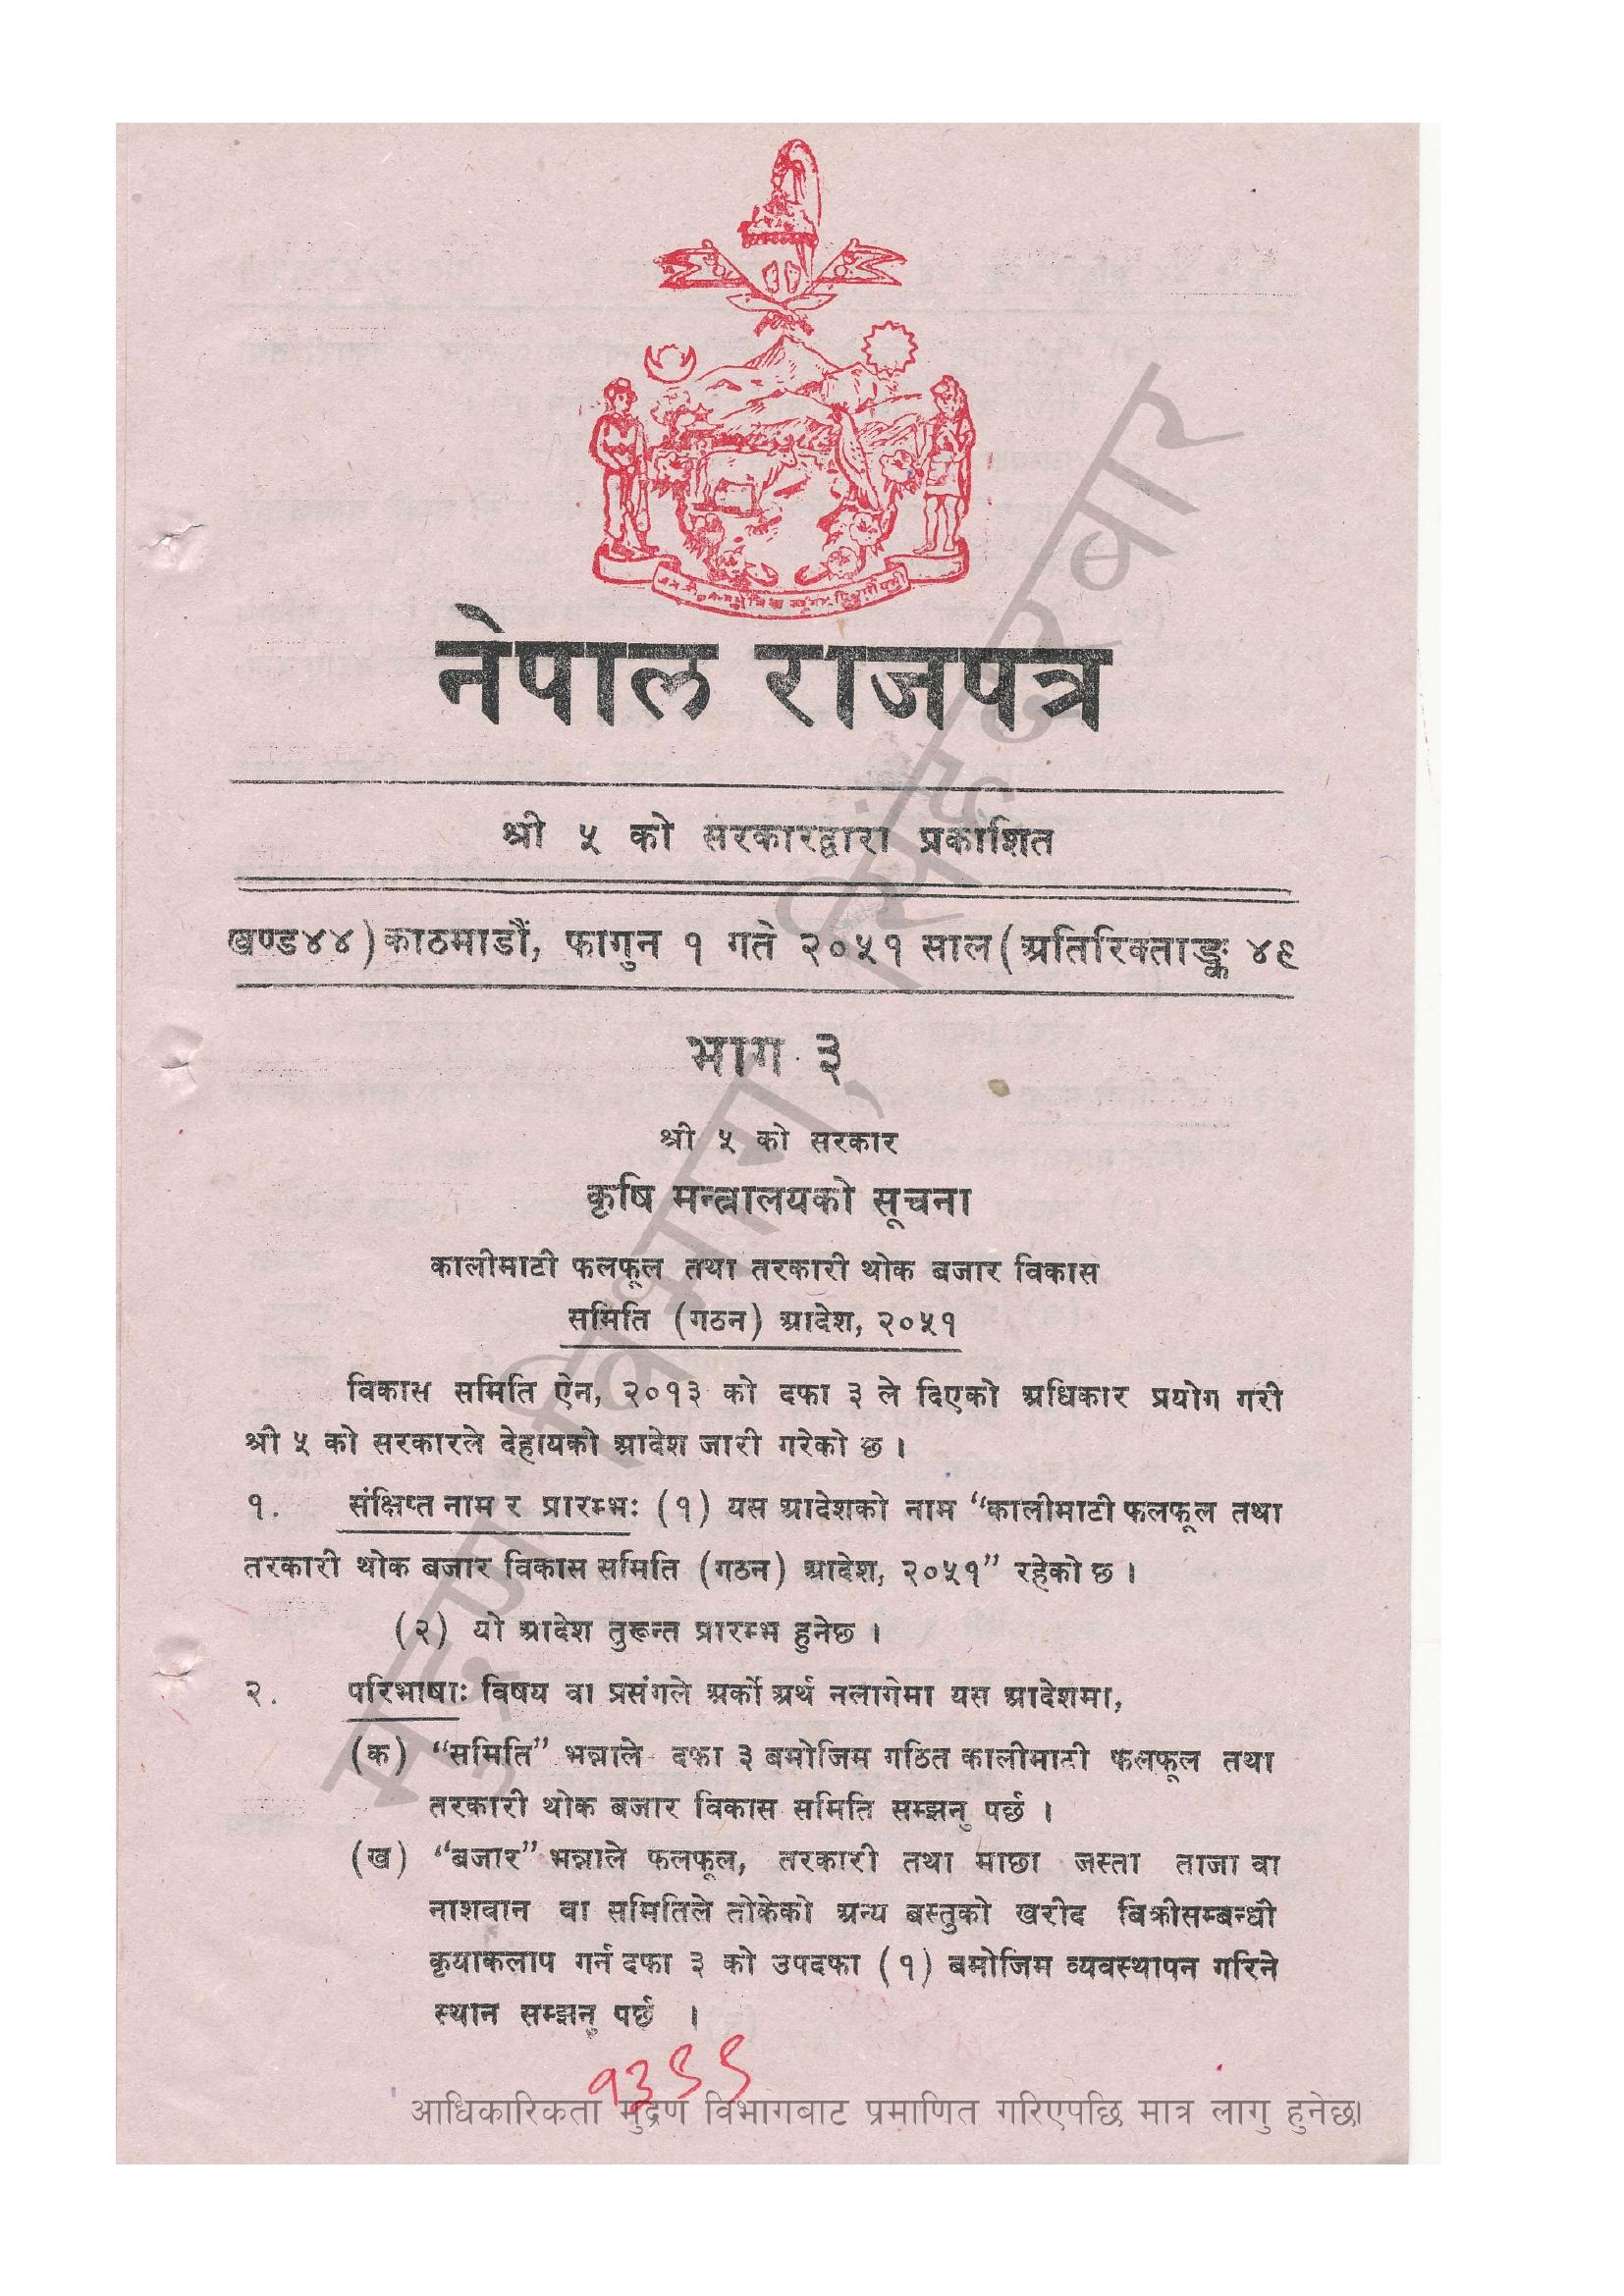 नेपाल राजपत्र
श्री ५ को सरकारद्वारा प्रकाशित
खण्ड४४) काठमाडौं, फागुन १ गते २०५१ साल (अतिरिक्ताङ्क ४९
भाग ३
श्री ५ को सरकार
कृषि मन्त्रालयको सूचना
कालीमाटी फलफूल तथा तरकारी थोक बजार विकास
समिति (गठन) आदेश, २०५१
विकास समिति ऐन, २०१३ को दफा ३ ले दिएको अधिकार प्रयोग गरी
श्री ५ को सरकारले देहायको आदेश जारी गरेको छ ।
१. संक्षिप्त नाम र प्रारम्भः (१) यस आदेशको नाम “कालीमाटी फलफूल तथा
तरकारी थोक बजार विकास समिति (गठन) आदेश, २०५१” रहेको छ ।
(२) यो आदेश तुरून्त प्रारम्भ हुनेछ ।
२. परिभाषाः विषय वा प्रसंगले अर्को अर्थ नलागेमा यस आदेशमा,
(क) “समिति” भन्नाले दफा ३ बमोजिम गठित कालीमाटी फलफूल तथा
तरकारी थोक बजार विकास समिति सम्झनु पर्छ ।
(ख) “बजार” भन्नाले फलफूल, तरकारी तथा माछा जस्ता ताजा वा
नाशवान वा समितिले तोकेको अन्य बस्तुको खरीद बिक्रीसम्बन्धी
कृयाकलाप गर्न दफा ३ को उपदफा (१) बमोजिम व्यवस्थापन गरिने
स्थान सम्झनु पर्छ ।
१३९९
आधिकारिकता मुद्रण विभागबाट प्रमाणित गरिएपछि मात्र लागु हुनेछ।
मुद्रण विभाग, सिंहदरवार